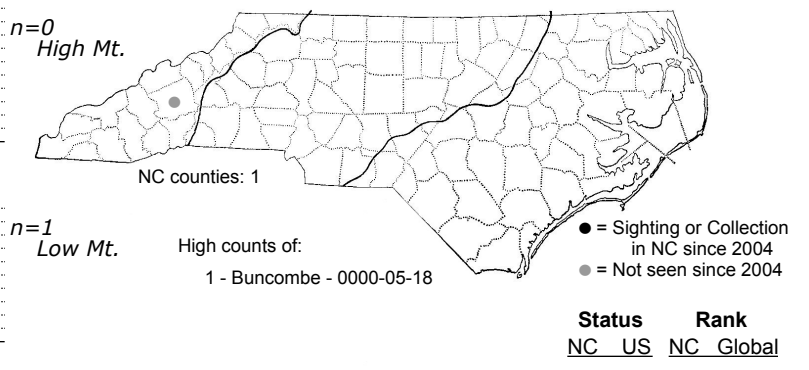 n=0
High Mt.
NC counties: 1
n=1
Low Mt.
High counts of:
1 - Buncombe - 0000-05-18
● = Sighting or Collection
in NC since 2004
● = Not seen since 2004
Status Rank
NC US NC Global